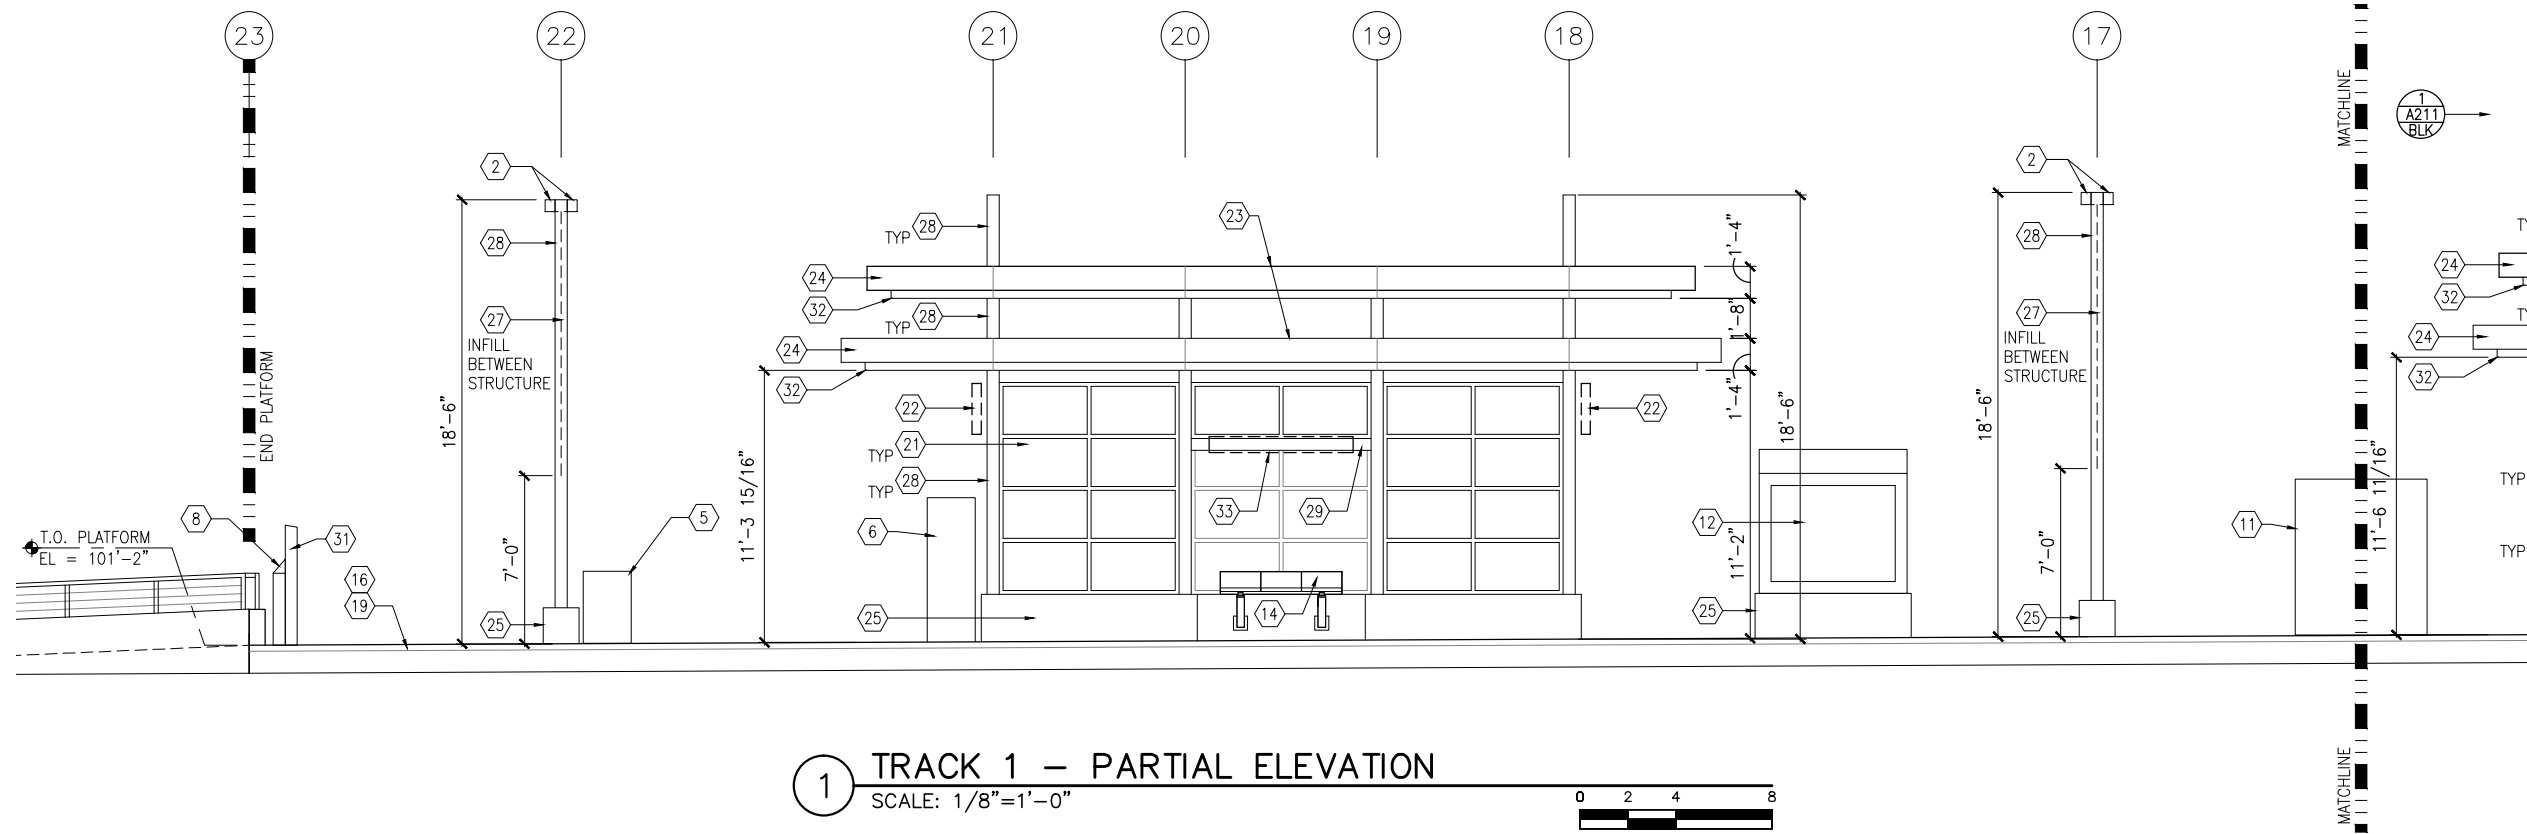 23
22
21
20
19
18
17
MATCHLINE
1
A211
BLK
2
2
28
TYP 28
23
1'-4"
28
24
24
32
27
INFILL
BETWEEN
STRUCTURE
32
TYP 28
1'-8"
27
INFILL
BETWEEN
STRUCTURE
32
24
24
END PLATFORM
18'-6"
32
22
22
1'-4"
18'-6"
18'-6"
32
TYP 21
TYP 28
11'-3 15/16"
11'-6 11/16"
TYP
8
31
T.O. PLATFORM
EL = 101'-2"
7'-0"
5
6
33
29
12
11'-2"
7'-0"
11
TYP
16
19
25
25
14
25
25
1
TRACK 1 – PARTIAL ELEVATION
SCALE: 1/8"=1'-0"
0 2 4 8
MATCHLINE